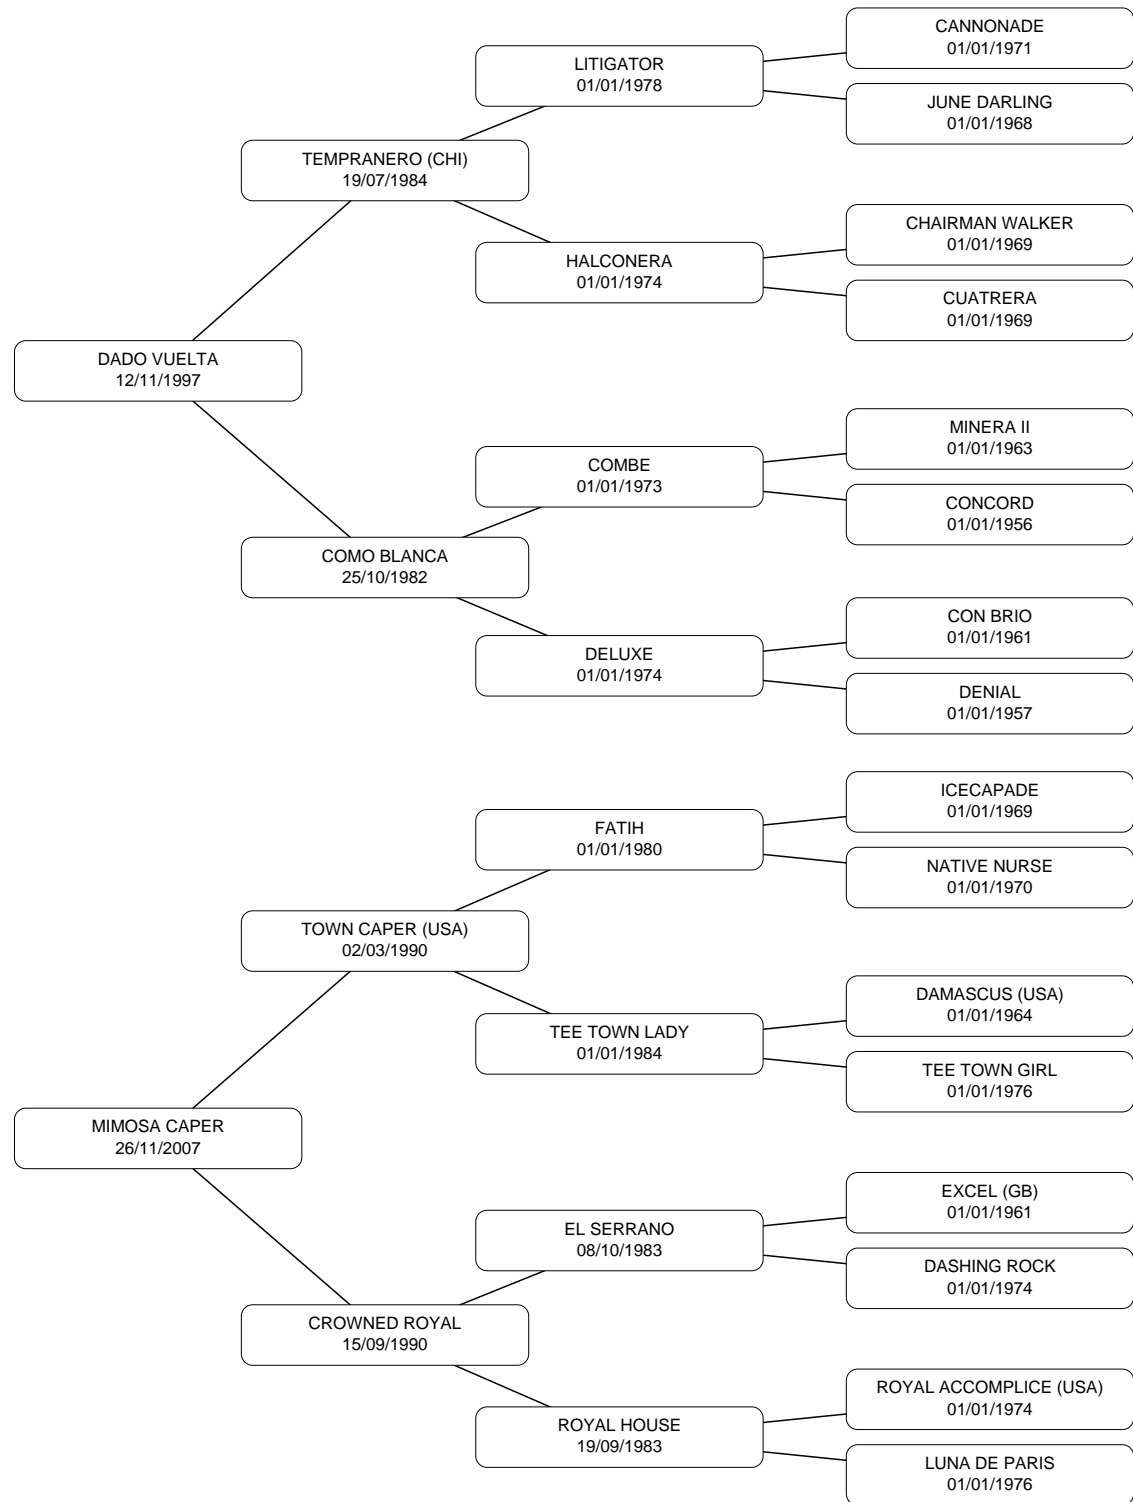 CANNONADE
01/01/1971
LITIGATOR
01/01/1978
JUNE DARLING
01/01/1968
TEMPRANERO (CHI)
19/07/1984
CHAIRMAN WALKER
01/01/1969
HALCONERA
01/01/1974
CUATRERA
01/01/1969
DADO VUELTA
12/11/1997
MINERA II
01/01/1963
COMBE
01/01/1973
CONCORD
01/01/1956
COMO BLANCA
25/10/1982
CON BRIO
01/01/1961
DELUXE
01/01/1974
DENIAL
01/01/1957
ICECAPADE
01/01/1969
FATIH
01/01/1980
NATIVE NURSE
01/01/1970
TOWN CAPER (USA)
02/03/1990
DAMASCUS (USA)
01/01/1964
TEE TOWN LADY
01/01/1984
TEE TOWN GIRL
01/01/1976
MIMOSA CAPER
26/11/2007
EXCEL (GB)
01/01/1961
EL SERRANO
08/10/1983
DASHING ROCK
01/01/1974
CROWNED ROYAL
15/09/1990
ROYAL ACCOMPLICE (USA)
01/01/1974
ROYAL HOUSE
19/09/1983
LUNA DE PARIS
01/01/1976